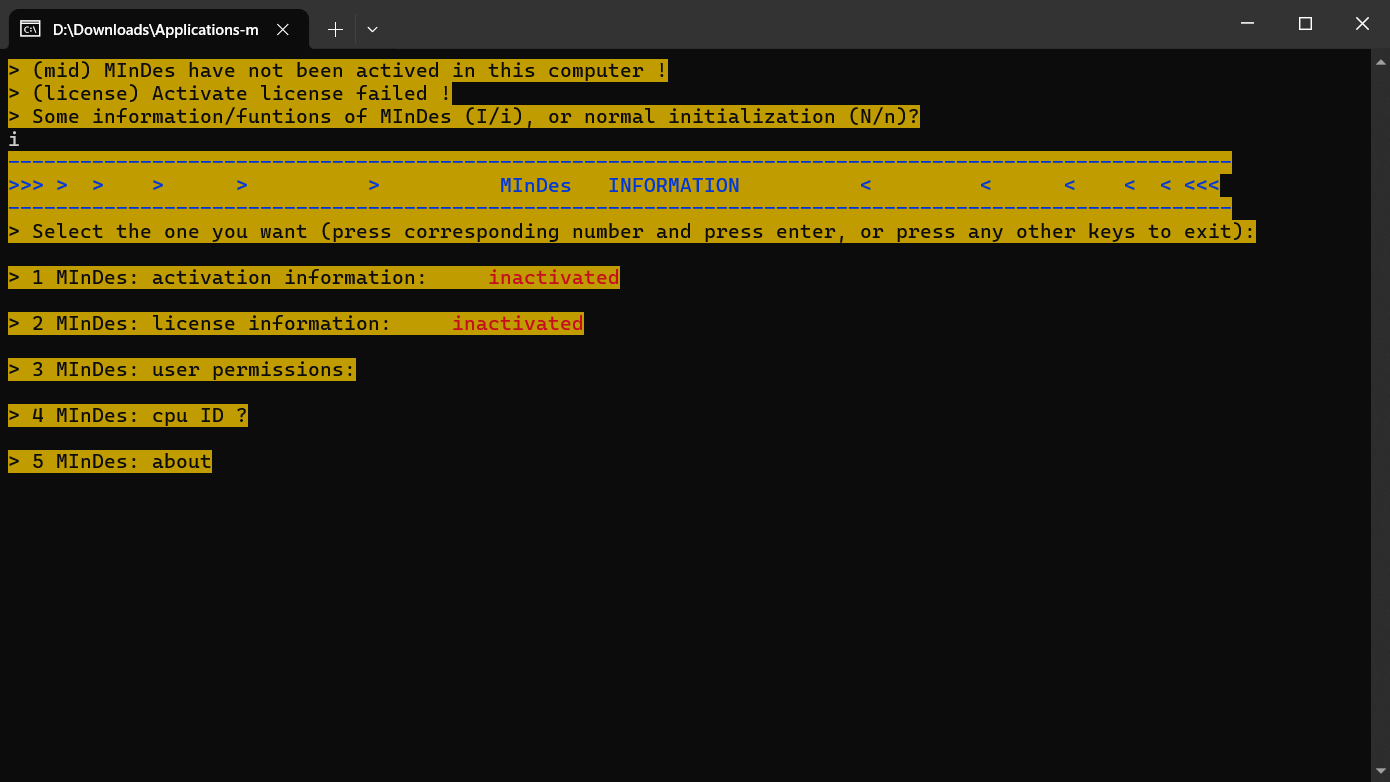 D:\Downloads\Applications-m
> (mid) MInDes have not been actived in this computer !
> (license) Activate license failed !
> Some information/funtions of MInDes (I/i), or normal initialization (N/n)?
i
------------------------------------------------------------------------------------------------------
>>> >  >    >      >          >          MInDes   INFORMATION          <         <      <    <  < <<<
------------------------------------------------------------------------------------------------------
> Select the one you want (press corresponding number and press enter, or press any other keys to exit):
> 1 MInDes: activation information:     inactivated
> 2 MInDes: license information:     inactivated
> 3 MInDes: user permissions:
> 4 MInDes: cpu ID ?
> 5 MInDes: about